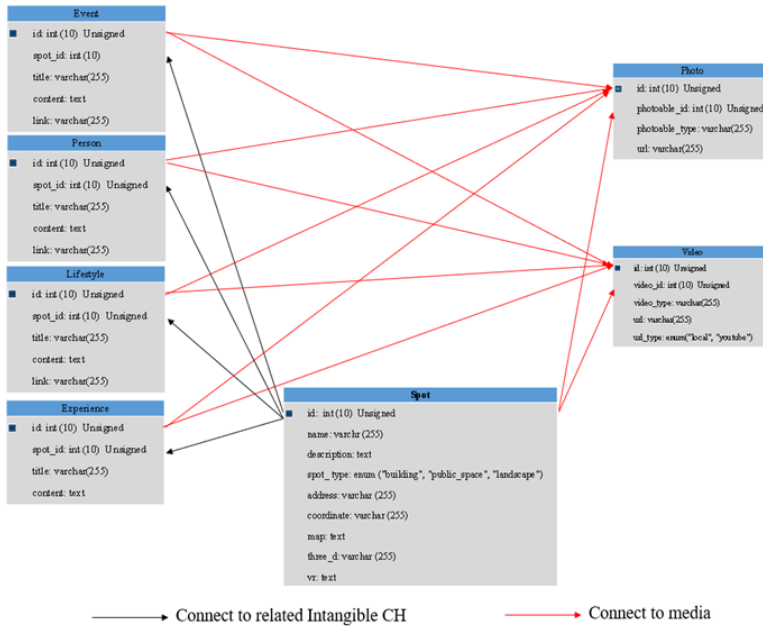 Event
id: int (10) Unsigned
spot_id: int (10)
title: varchar(255)
content: text
link: varchar(255)
Person
id: int (10) Unsigned
spot_id: int (10) Unsigned
title: varchar(255)
content: text
link: varchar(255)
Lifestyle
id: int (10) Unsigned
spot_id: int (10) Unsigned
title: varchar(255)
content: text
link: varchar(255)
Experience
id: int (10) Unsigned
spot_id: int (10) Unsigned
title: varchar(255)
content: text
Photo
id: int (10) Unsigned
photoable_id: int (10) Unsigned
photoable_type: varchar(255)
url: varchar(255)
Video
id: int (10) Unsigned
video_id: int (10) Unsigned
video_type: varchar(255)
url: varchar(255)
url_type: enum("local", "youtube")
Spot
id: int (10) Unsigned
name: varchr (255)
description: text
spot_type: enum ("building", "public_space", "landscape")
address: varchar (255)
coordinate: varchar (255)
map: text
three_d: varchar (255)
vr: text
Connect to related Intangible CH
Connect to media